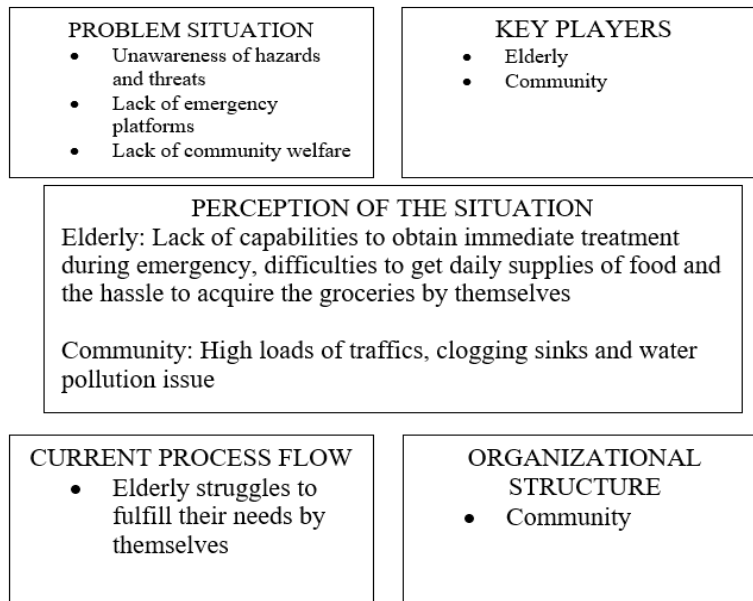 PROBLEM SITUATION
• Unawareness of hazards
and threats
• Lack of emergency
platforms
• Lack of community welfare
KEY PLAYERS
• Elderly
• Community
PERCEPTION OF THE SITUATION
Elderly: Lack of capabilities to obtain immediate treatment
during emergency, difficulties to get daily supplies of food and
the hassle to acquire the groceries by themselves
Community: High loads of traffics, clogging sinks and water
pollution issue
CURRENT PROCESS FLOW
• Elderly struggles to
fulfill their needs by
themselves
ORGANIZATIONAL
STRUCTURE
• Community